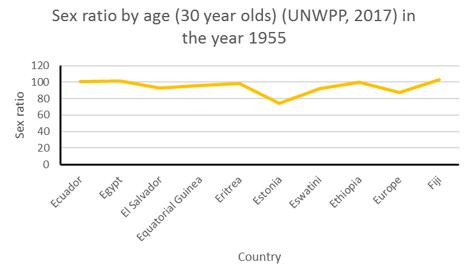 Sex ratio by age (30 year olds) (UNWPP, 2017) in
the year 1955
120
100
80
60
40
20
0
Sex ratio
Ecuador
Egypt
El Salvador
Equatorial Guinea
Eritrea
Estonia
Eswatini
Ethiopia
Europe
Fiji
Country